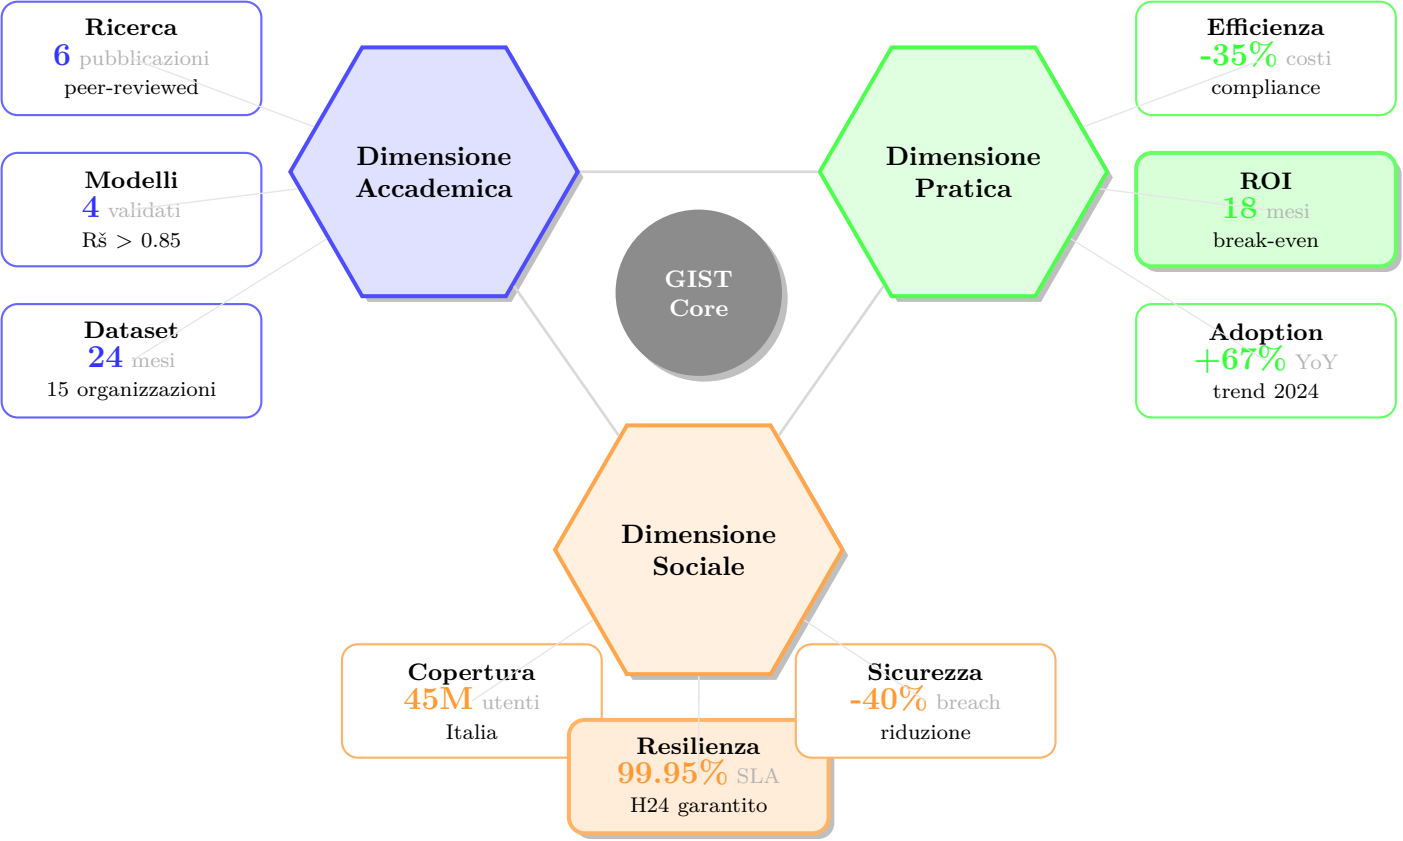 Ricerca
6 pubblicazioni
peer-reviewed
Modelli
4 validati
Rš > 0.85
Dataset
24 mesi
15 organizzazioni
Dimensione
Accademica
GIST
Core
Dimensione
Pratica
Efficienza
-35% costi
compliance
ROI
18 mesi
break-even
Adoption
+67% YoY
trend 2024
Dimensione
Sociale
Copertura
45M utenti
Italia
Resilienza
99.95% SLA
H24 garantito
Sicurezza
-40% breach
riduzione